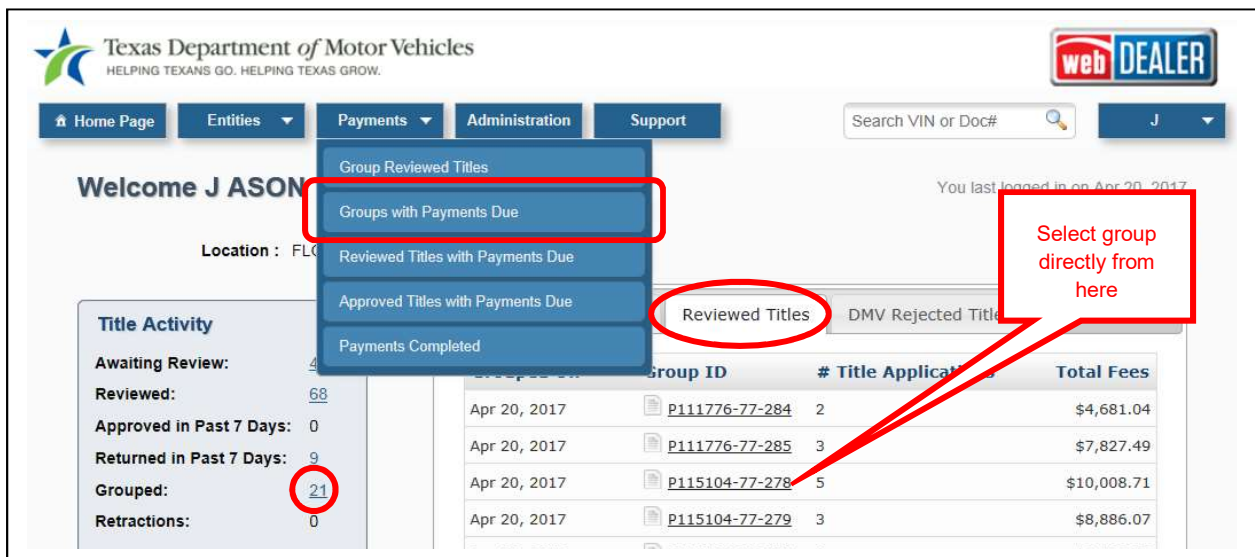 Texas Department of Motor Vehicles
HELPING TEXANS GO. HELPING TEXAS GROW.
web DEALER
Home Page Entities Payments Administration Support Search VIN or Doc# J
Group Reviewed Titles
Groups with Payments Due
Reviewed Titles with Payments Due
Approved Titles with Payments Due
Payments Completed
Welcome J ASON
You last logged in on Apr 20, 2017
Location : FLO
Select group
directly from
here
Title Activity
Awaiting Review: 4
Reviewed: 68
Approved in Past 7 Days: 0
Returned in Past 7 Days: 9
Grouped: 21
Retractions: 0
Reviewed Titles DMV Rejected Title
Group ID # Title Applications Total Fees
Apr 20, 2017 P111776-77-284 2 $4,681.04
Apr 20, 2017 P111776-77-285 3 $7,827.49
Apr 20, 2017 P115104-77-278 5 $10,008.71
Apr 20, 2017 P115104-77-279 3 $8,886.07